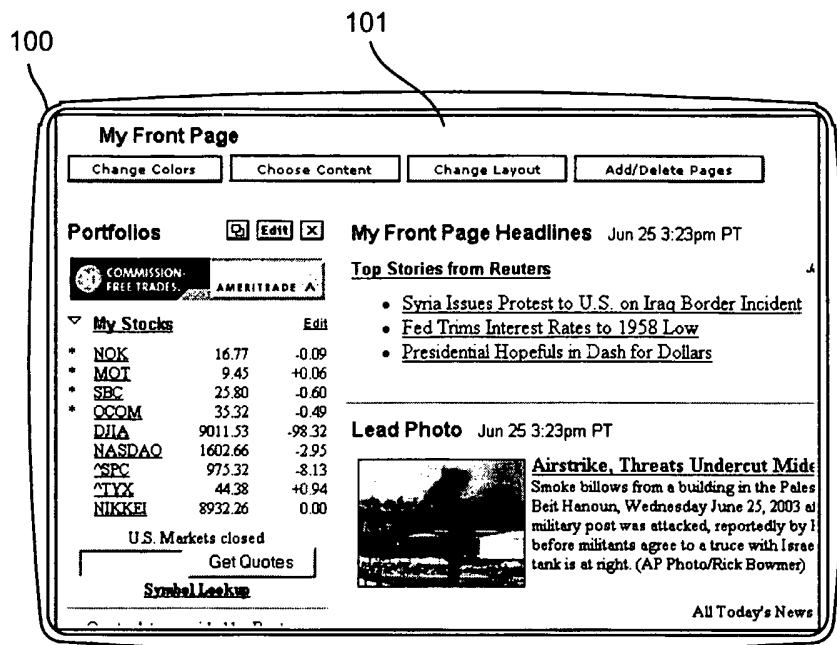 100
101
My Front Page
Change Colors Choose Content Change Layout Add/Delete Pages
Portfolios Edit X
COMMISSION-
FREE TRADES. AMERITRADE
▽ My Stocks Edit
* NOK 16.77 -0.09
* MOT 9.45 +0.06
* SBC 25.80 -0.60
* QCOM 35.32 -0.49
DJIA 9011.53 -98.32
NASDAQ 1602.66 -2.95
^SPC 975.32 -8.13
^TYX 44.38 +0.94
NIKKEI 8932.26 0.00
U.S. Markets closed
Get Quotes
Symbol Lookup
My Front Page Headlines Jun 25 3:23pm PT
Top Stories from Reuters
• Syria Issues Protest to U.S. on Iraq Border Incident
• Fed Trims Interest Rates to 1958 Low
• Presidential Hopefuls in Dash for Dollars
Lead Photo Jun 25 3:23pm PT
Airstrike, Threats Undercut Mide
Smoke billows from a building in the Pales
Beit Hanoun, Wednesday June 25, 2003 a
military post was attacked, reportedly by
before militants agree to a truce with Israe
tank is at right. (AP Photo/Rick Bowmer)
All Today's News